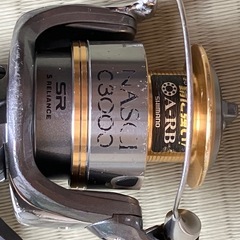 SR
S RELIANCE
NASCI
C3000
A-RB
SHIMANO